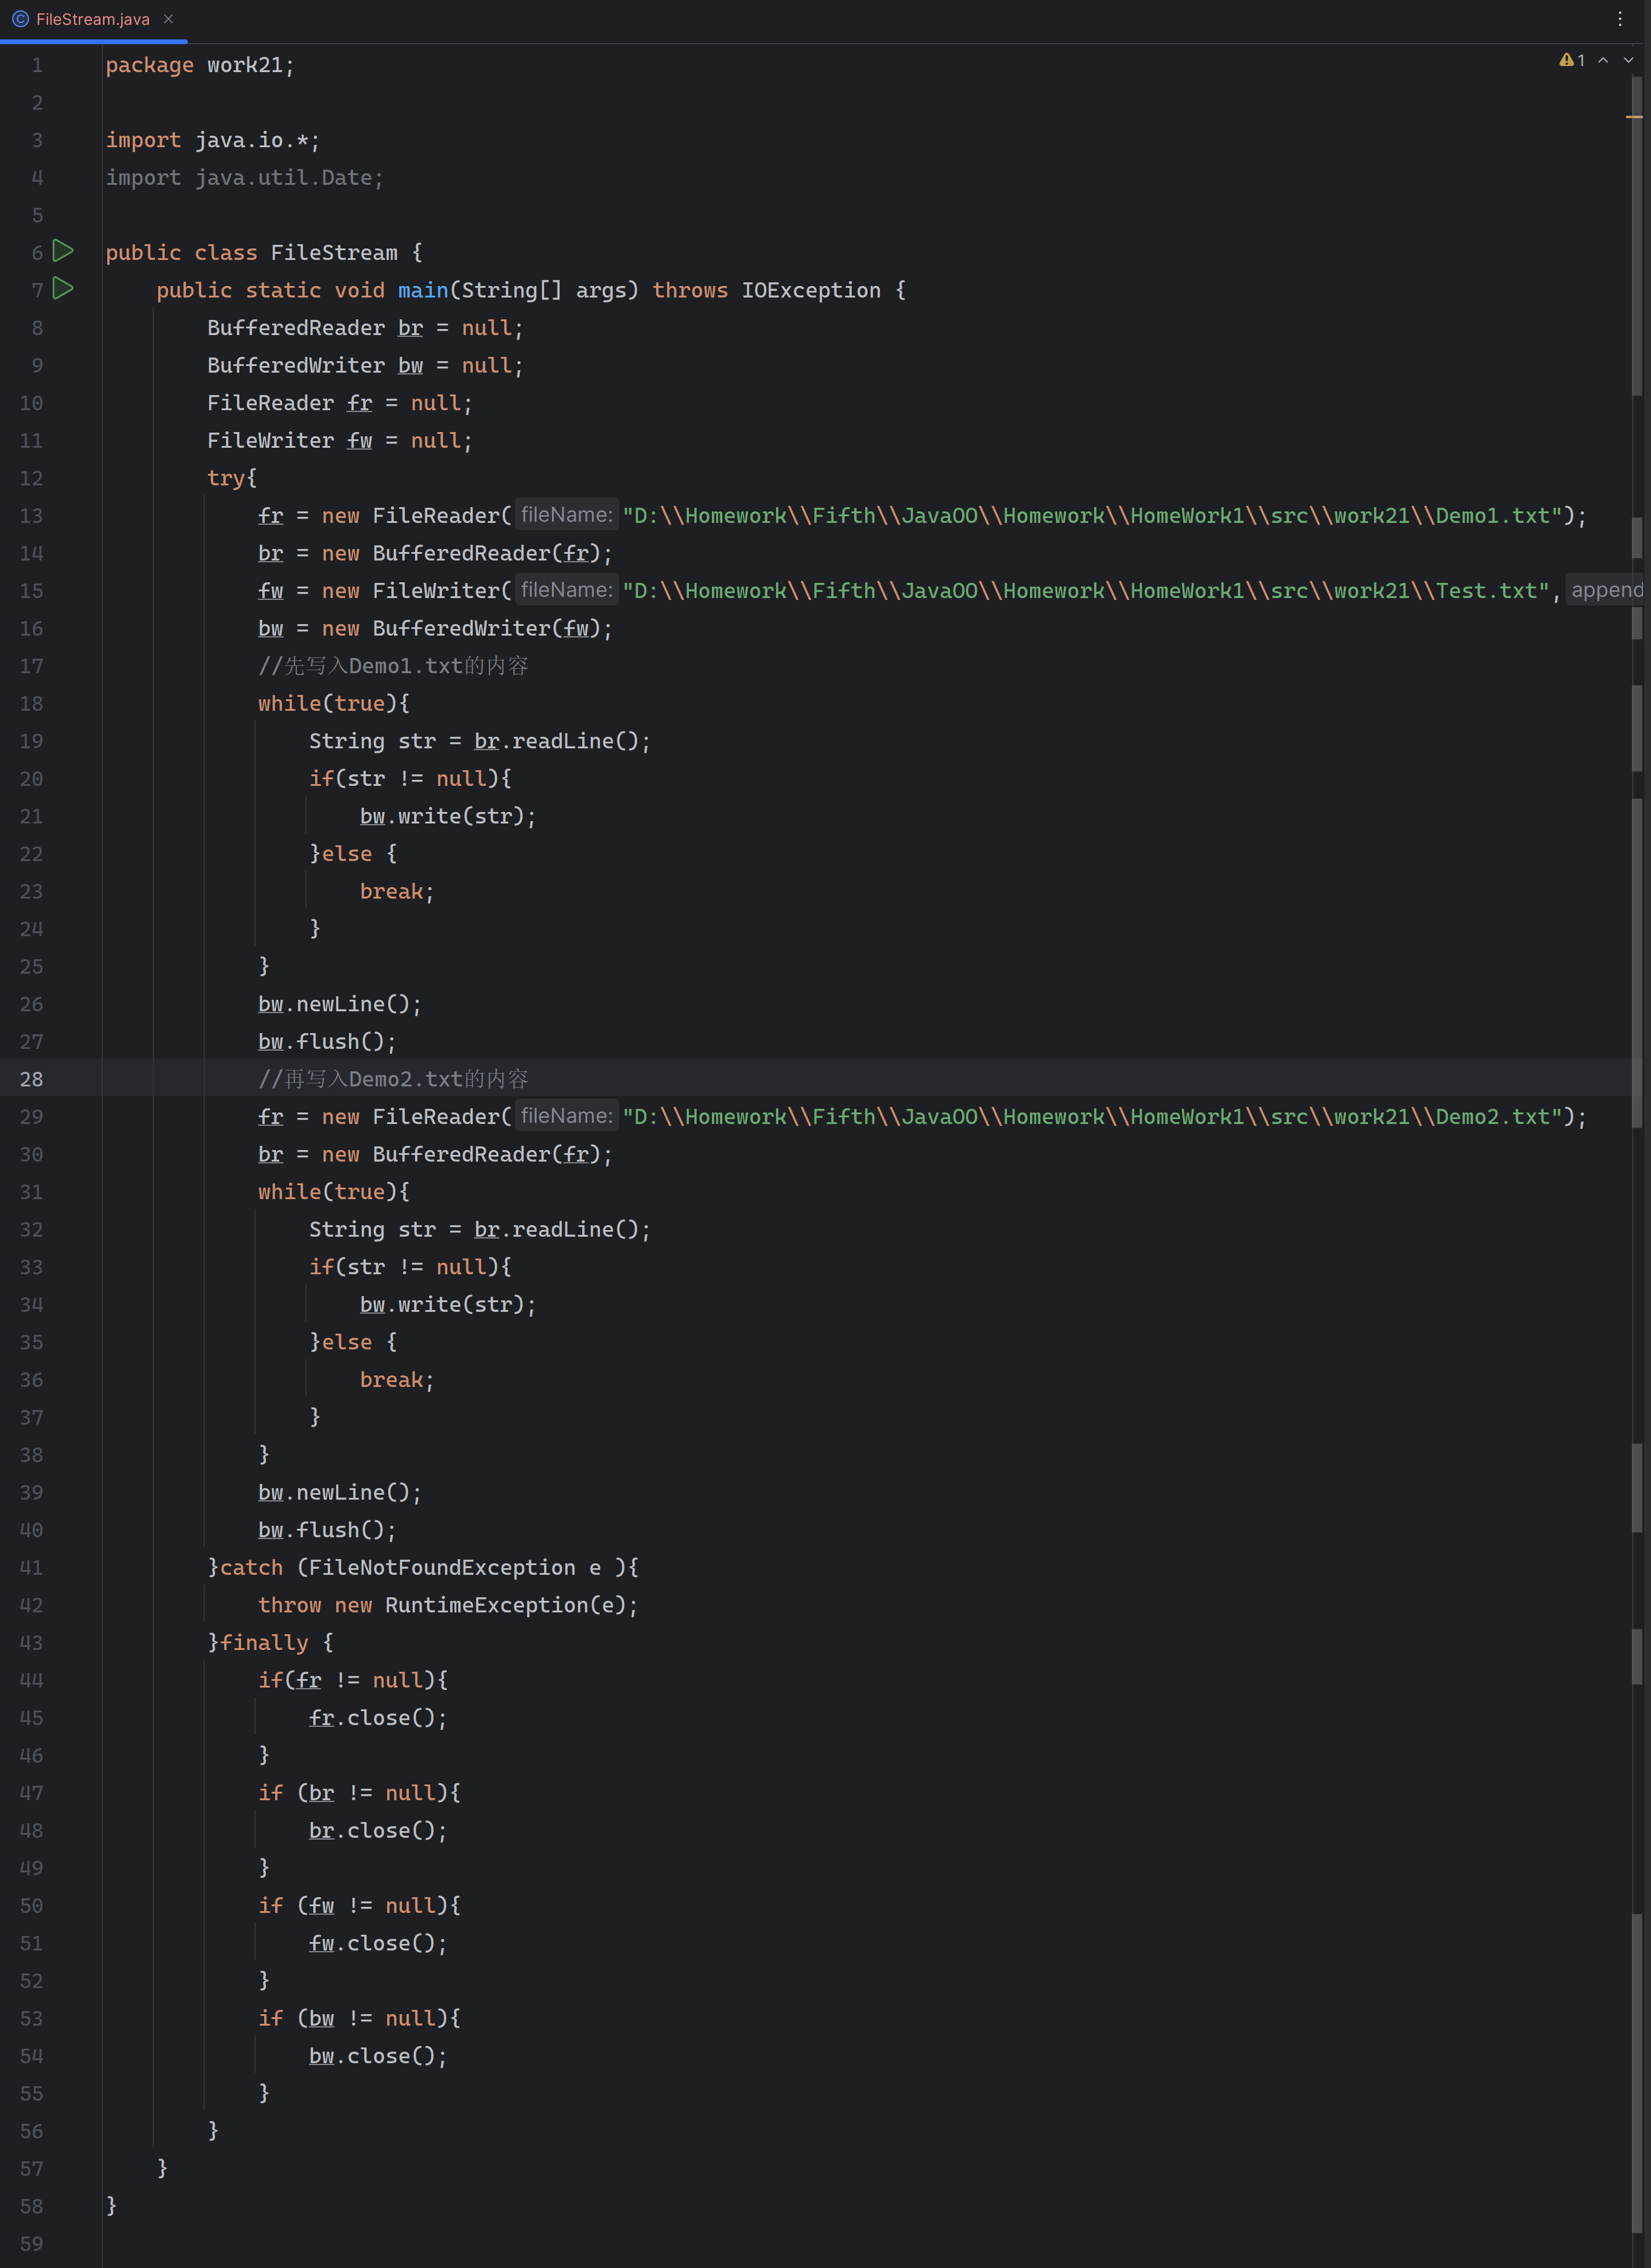 FileStream.java
1 package work21;
2
3 import java.io.*;
4 import java.util.Date;
5
6 public class FileStream {
7     public static void main(String[] args) throws IOException {
8         BufferedReader br = null;
9         BufferedWriter bw = null;
10         FileReader fr = null;
11         FileWriter fw = null;
12         try{
13             fr = new FileReader( fileName: "D:\\Homework\\Fifth\\JavaOO\\Homework\\HomeWork1\\src\\work21\\Demo1.txt");
14             br = new BufferedReader(fr);
15             fw = new FileWriter( fileName: "D:\\Homework\\Fifth\\JavaOO\\Homework\\HomeWork1\\src\\work21\\Test.txt", append
16             bw = new BufferedWriter(fw);
17             //先写入Demo1.txt的内容
18             while(true){
19                 String str = br.readLine();
20                 if(str != null){
21                     bw.write(str);
22                 }else {
23                     break;
24                 }
25             }
26             bw.newLine();
27             bw.flush();
28             //再写入Demo2.txt的内容
29             fr = new FileReader( fileName: "D:\\Homework\\Fifth\\JavaOO\\Homework\\HomeWork1\\src\\work21\\Demo2.txt");
30             br = new BufferedReader(fr);
31             while(true){
32                 String str = br.readLine();
33                 if(str != null){
34                     bw.write(str);
35                 }else {
36                     break;
37                 }
38             }
39             bw.newLine();
40             bw.flush();
41         }catch (FileNotFoundException e ){
42             throw new RuntimeException(e);
43         }finally {
44             if(fr != null){
45                 fr.close();
46             }
47             if (br != null){
48                 br.close();
49             }
50             if (fw != null){
51                 fw.close();
52             }
53             if (bw != null){
54                 bw.close();
55             }
56         }
57     }
58 }
59
1